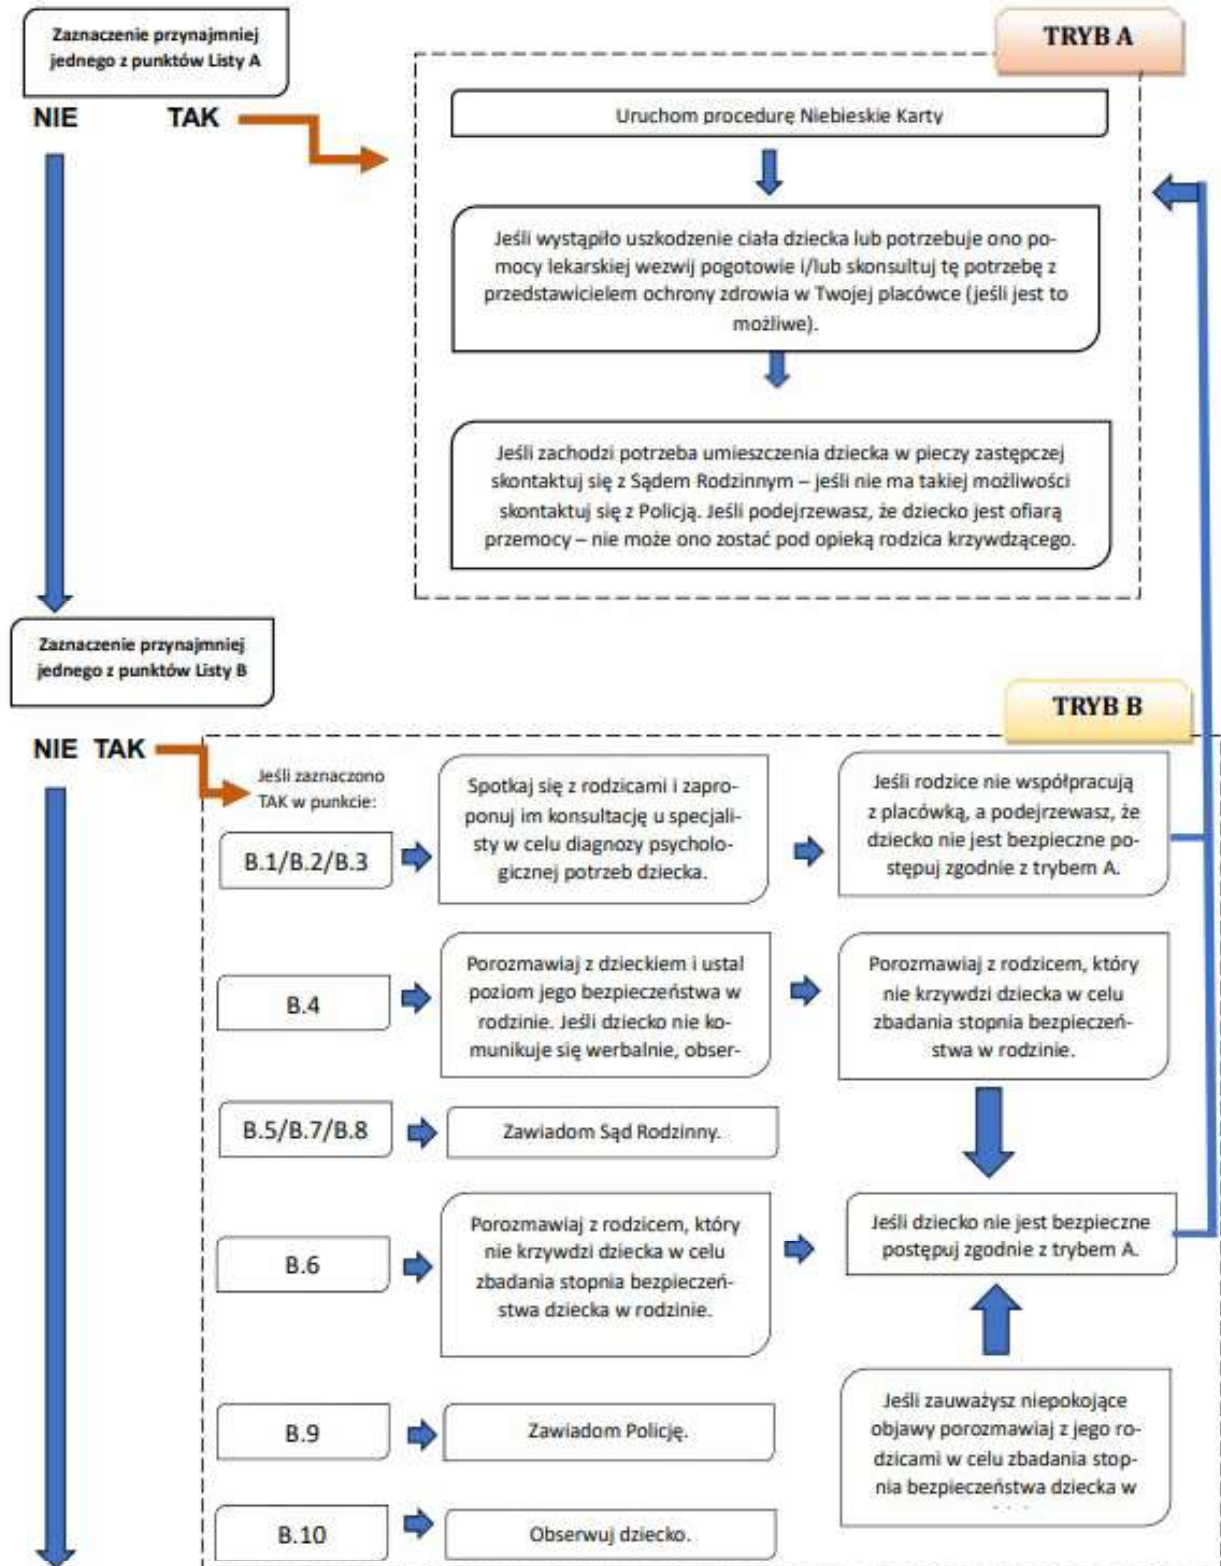 Zaznaczenie przynajmniej
jednego z punktów Listy A
NIE TAK
TRYB A
Uruchom procedurę Niebieskie Karty
Jeśli wystąpiło uszkodzenie ciała dziecka lub potrzebuje ono po-
mocy lekarskiej wezwij pogotowie i/lub skonsultuj tę potrzebę z
przedstawicielem ochrony zdrowia w Twojej placówce (jeśli jest to
możliwe).
Jeśli zachodzi potrzeba umieszczenia dziecka w pieczy zastępczej
skontaktuj się z Sądem Rodzinnym – jeśli nie ma takiej możliwości
skontaktuj się z Policją. Jeśli podejrzewasz, że dziecko jest ofiarą
przemocy – nie może ono zostać pod opieką rodzica krzywdzącego.
Zaznaczenie przynajmniej
jednego z punktów Listy B
NIE TAK
TRYB B
Jeśli zaznaczono
TAK w punkcie:
B.1/B.2/B.3
Spotkaj się z rodzicami i zapro-
ponuj im konsultację u specjali-
sty w celu diagnozy psycholo-
gicznej potrzeb dziecka.
Jeśli rodzice nie współpracują
z placówką, a podejrzewasz, że
dziecko nie jest bezpieczne po-
stępuj zgodnie z trybem A.
B.4
Porozmawiaj z dzieckiem i ustal
poziom jego bezpieczeństwa w
rodzinie. Jeśli dziecko nie ko-
munikuje się werbalnie, obser-
Porozmawiaj z rodzicem, który
nie krzywdzi dziecka w celu
zbadania stopnia bezpieczeń-
stwa w rodzinie.
B.5/B.7/B.8
Zawiadom Sąd Rodzinny.
B.6
Porozmawiaj z rodzicem, który
nie krzywdzi dziecka w celu
zbadania stopnia bezpieczeń-
stwa dziecka w rodzinie.
Jeśli dziecko nie jest bezpieczne
postępuj zgodnie z trybem A.
B.9
Zawiadom Policję.
Jeśli zauważysz niepokojące
objawy porozmawiaj z jego ro-
dzicami w celu zbadania stop-
nia bezpieczeństwa dziecka w
B.10
Obserwuj dziecko.